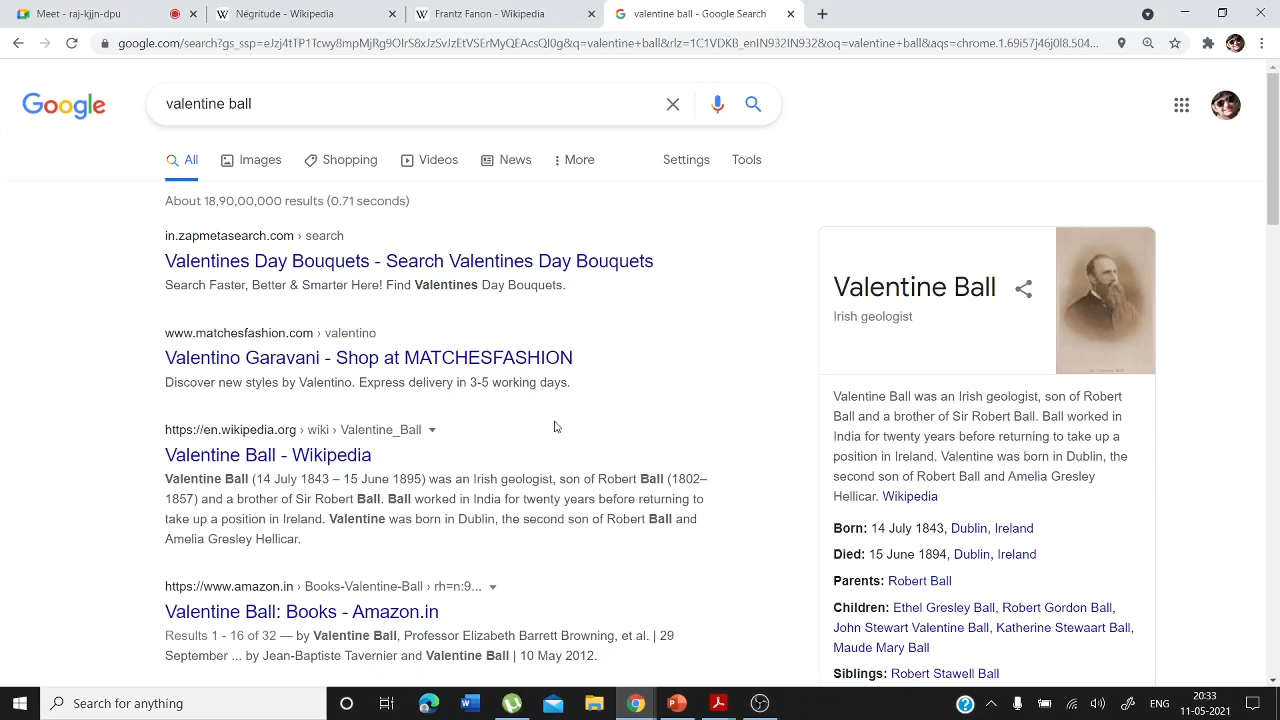 Meet - raj-kjn-dpo
Négritude - Wikipedia
Frantz Fanon - Wikipedia
valentine ball - Google Search
google.com/search?gs_ssp=eJzj4tTP1Tcwy8mpMjRg9OIrS8xJzSvJzEtVSErMyQEAcQI0g&q=valentine+ball&rlz=1C1VDKB_enIN932IN932&oq=valentine+ball&aqs=chrome.1.69i57j46j0l8.504...
Google
valentine ball
All
Images
Shopping
Videos
News
More
Settings
Tools
About 18,90,00,000 results (0.71 seconds)
in.zapmetasearch.com › search
Valentines Day Bouquets - Search Valentines Day Bouquets
Search Faster, Better & Smarter Here! Find Valentines Day Bouquets.
www.matchesfashion.com › valentino
Valentino Garavani - Shop at MATCHESFASHION
Discover new styles by Valentino. Express delivery in 3-5 working days.
https://en.wikipedia.org › wiki › Valentine_Ball
Valentine Ball - Wikipedia
Valentine Ball (14 July 1843 – 15 June 1895) was an Irish geologist, son of Robert Ball (1802–
1857) and a brother of Sir Robert Ball. Ball worked in India for twenty years before returning to
take up a position in Ireland. Valentine was born in Dublin, the second son of Robert Ball and
Amelia Gresley Hellicar.
https://www.amazon.in › Books-Valentine-Ball › rh=n:9...
Valentine Ball: Books - Amazon.in
Results 1 - 16 of 32 — by Valentine Ball, Professor Elizabeth Barrett Browning, et al. | 29
September ... by Jean-Baptiste Tavernier and Valentine Ball | 10 May 2012.
Valentine Ball
Irish geologist
Valentine Ball was an Irish geologist, son of Robert
Ball and a brother of Sir Robert Ball. Ball worked in
India for twenty years before returning to take up a
position in Ireland. Valentine was born in Dublin, the
second son of Robert Ball and Amelia Gresley
Hellicar. Wikipedia
Born: 14 July 1843, Dublin, Ireland
Died: 15 June 1894, Dublin, Ireland
Parents: Robert Ball
Children: Ethel Gresley Ball, Robert Gordon Ball,
John Stewart Valentine Ball, Katherine Stewaart Ball,
Maude Mary Ball
Siblings: Robert Stawell Ball
Search for anything
ENG
20:33
11-05-2021